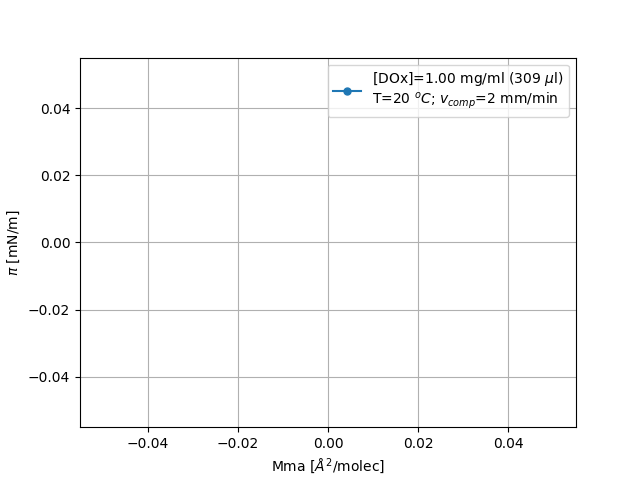 [DOx]=1.00 mg/ml (309 μl)
T=20 °C; v_comp=2 mm/min
0.04
0.02
0.00
−0.02
−0.04
π [mN/m]
−0.04
−0.02
0.00
0.02
0.04
Mma [Å²/molec]